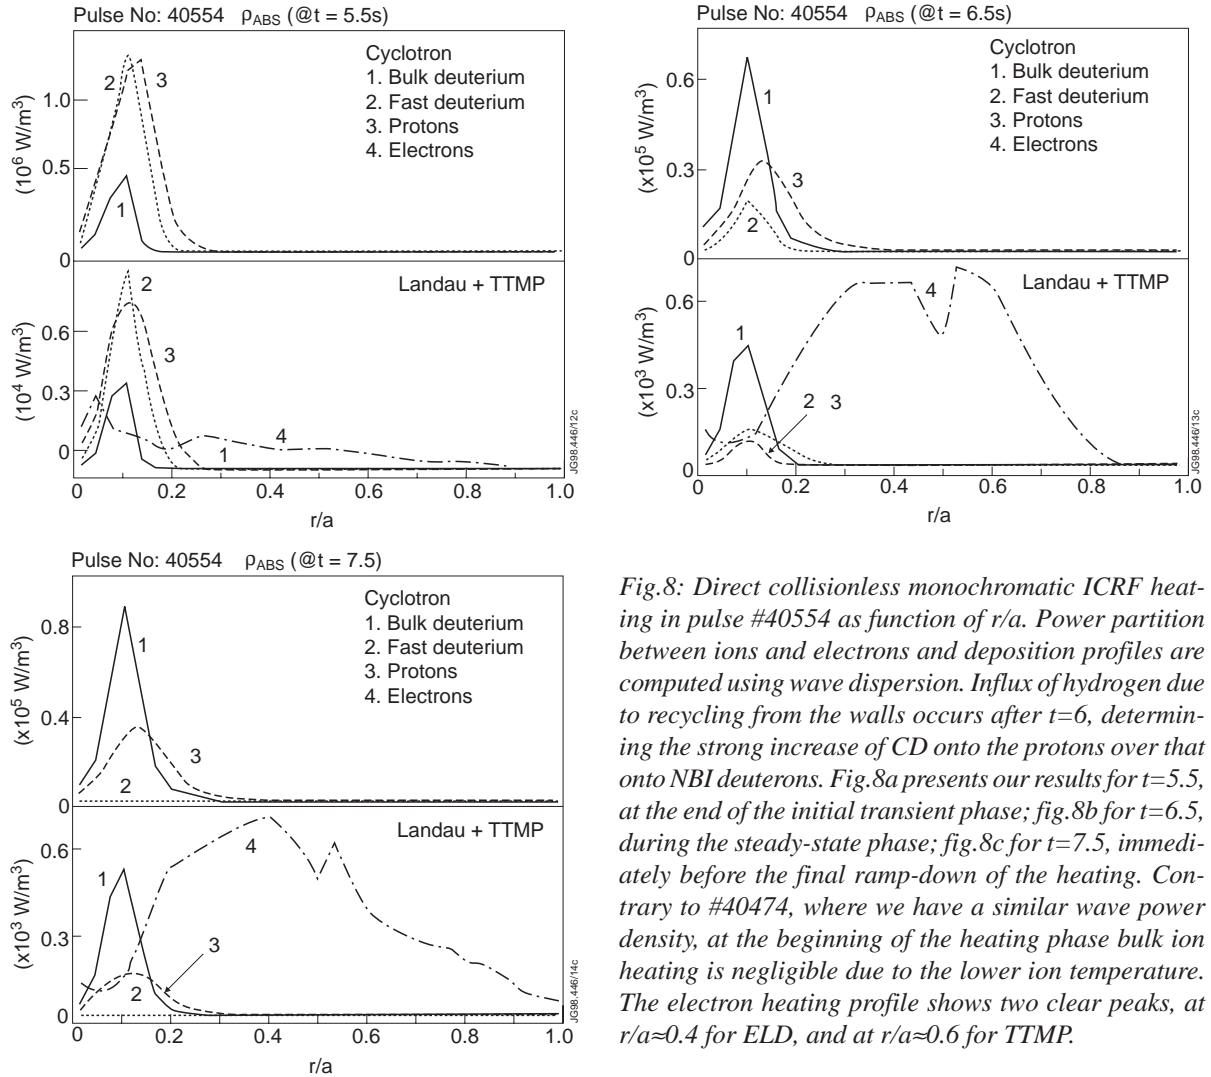 Pulse No: 40554 ρABS (@t = 5.5s)
Cyclotron
1. Bulk deuterium
2. Fast deuterium
3. Protons
4. Electrons
(10⁶ W/m³)
1.0
0.5
0
2
3
1
Landau + TTMP
(10⁴ W/m³)
0.6
0.3
0
2
3
4
1
0 0.2 0.4 0.6 0.8 1.0
r/a
JG98.446/12c
Pulse No: 40554 ρABS (@t = 6.5s)
Cyclotron
1. Bulk deuterium
2. Fast deuterium
3. Protons
4. Electrons
(x10⁵ W/m³)
0.6
0.3
0
1
3
2
Landau + TTMP
(x10³ W/m³)
0.6
0.3
0
4
1
2 3
0 0.2 0.4 0.6 0.8 1.0
r/a
JG98.446/13c
Pulse No: 40554 ρABS (@t = 7.5)
Cyclotron
1. Bulk deuterium
2. Fast deuterium
3. Protons
4. Electrons
(x10⁵ W/m³)
0.8
0.4
0
1
3
2
Landau + TTMP
(x10³ W/m³)
0.6
0.3
0
4
1
3
2
0 0.2 0.4 0.6 0.8 1.0
r/a
JG98.446/14c
Fig.8: Direct collisionless monochromatic ICRF heat-
ing in pulse #40554 as function of r/a. Power partition
between ions and electrons and deposition profiles are
computed using wave dispersion. Influx of hydrogen due
to recycling from the walls occurs after t=6, determin-
ing the strong increase of CD onto the protons over that
onto NBI deuterons. Fig.8a presents our results for t=5.5,
at the end of the initial transient phase; fig.8b for t=6.5,
during the steady-state phase; fig.8c for t=7.5, immedi-
ately before the final ramp-down of the heating. Con-
trary to #40474, where we have a similar wave power
density, at the beginning of the heating phase bulk ion
heating is negligible due to the lower ion temperature.
The electron heating profile shows two clear peaks, at
r/a≈0.4 for ELD, and at r/a≈0.6 for TTMP.